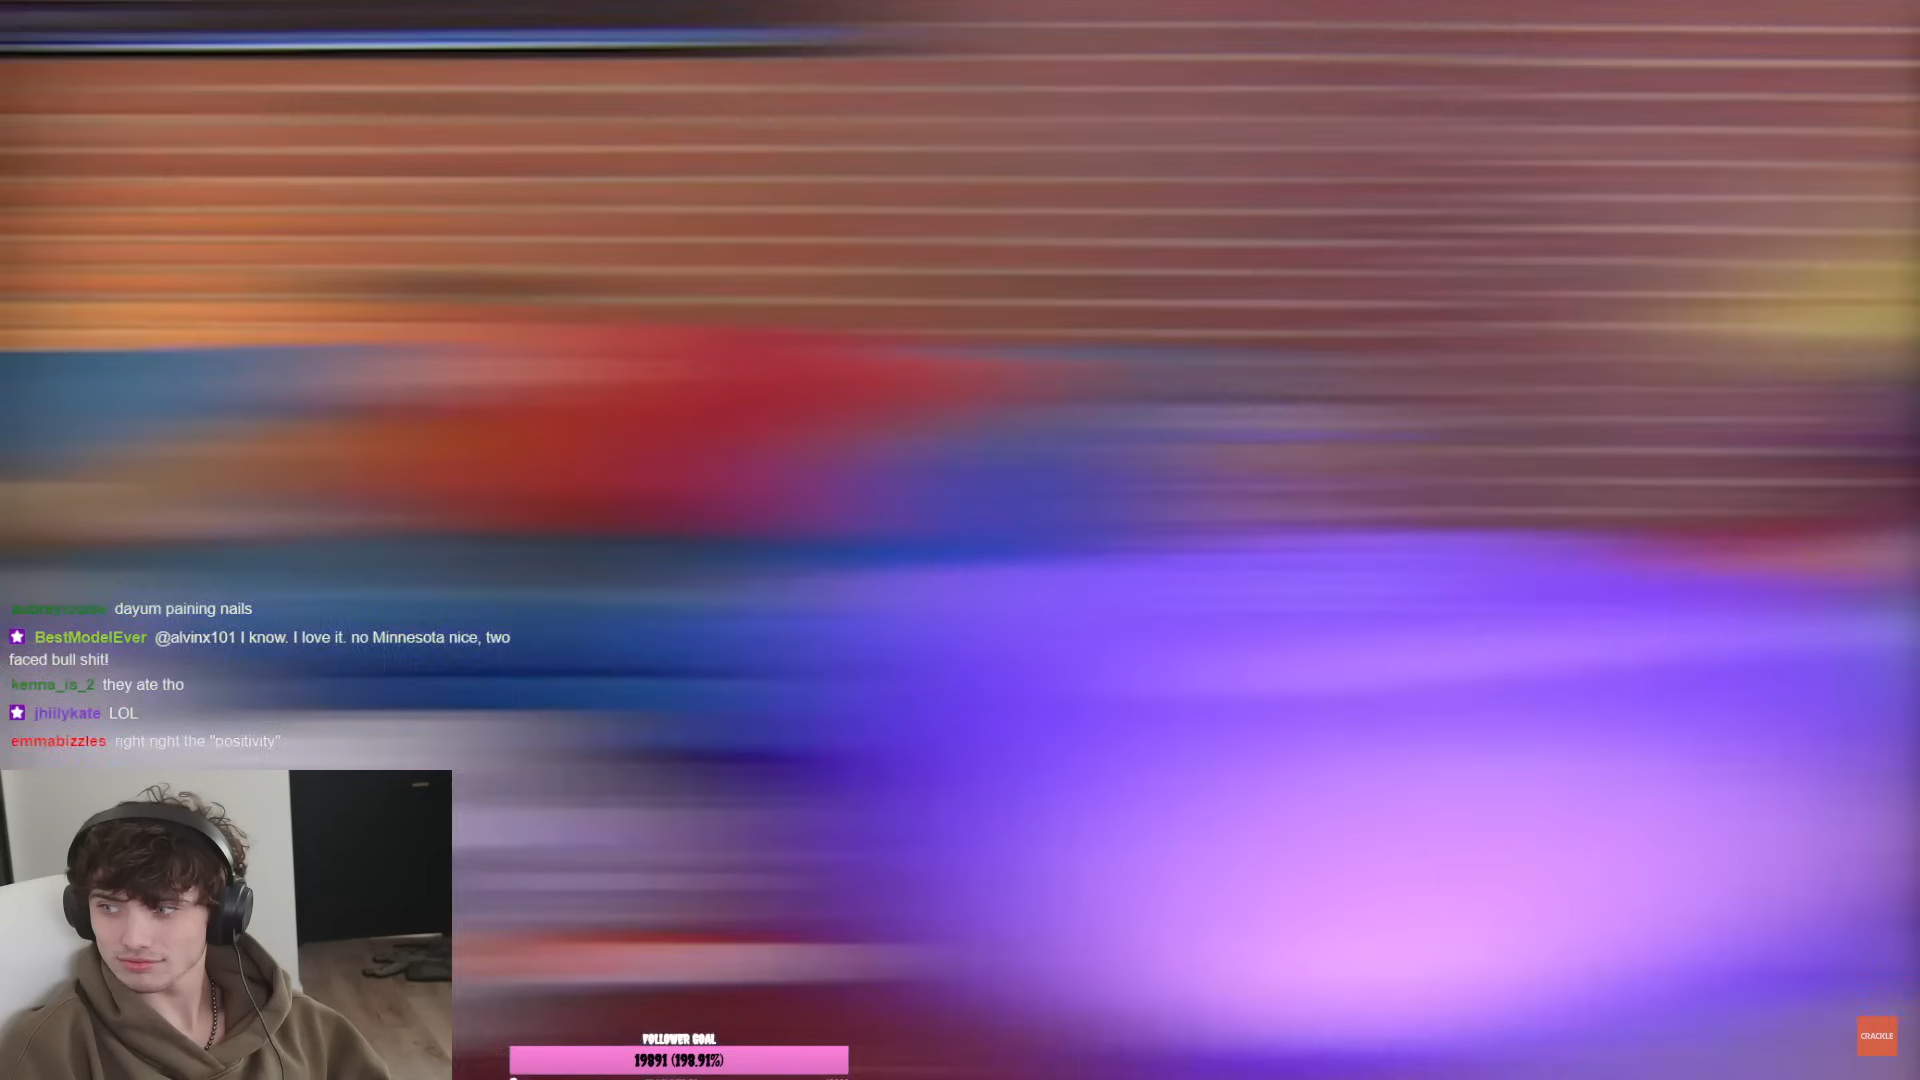 dayum paining nails
BestModelEver @alvinx101 I know. I love it. no Minnesota nice, two
faced bull shit!
kenna_is_2 they ate tho
jhiilykate LOL
emmabizzles right right the "positivity"
FOLLOWER GOAL
19891 (198.91%)
CRACKLE